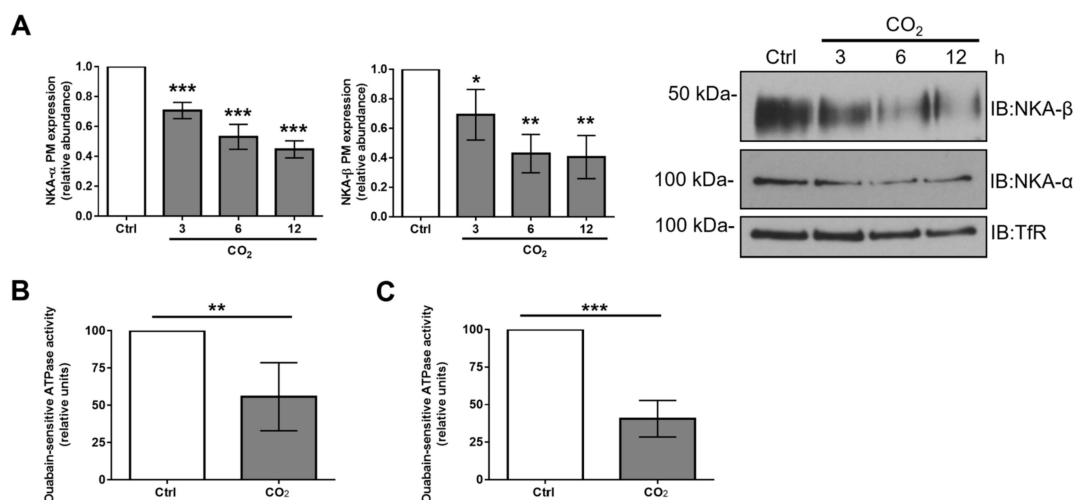 A
NKA-α PM expression
(relative abundance)
1.0
0.8
0.6
0.4
0.2
0.0
***
***
***
Ctrl
3
6
12
CO2
NKA-β PM expression
(relative abundance)
1.0
0.8
0.6
0.4
0.2
0.0
*
**
**
Ctrl
3
6
12
CO2
CO2
Ctrl 3 6 12 h
50 kDa-
IB:NKA-β
100 kDa-
IB:NKA-α
100 kDa-
IB:TfR
B
Ouabain-sensitive ATPase activity
(relative units)
100
75
50
25
0
**
Ctrl
CO2
C
Ouabain-sensitive ATPase activity
(relative units)
100
75
50
25
0
***
Ctrl
CO2